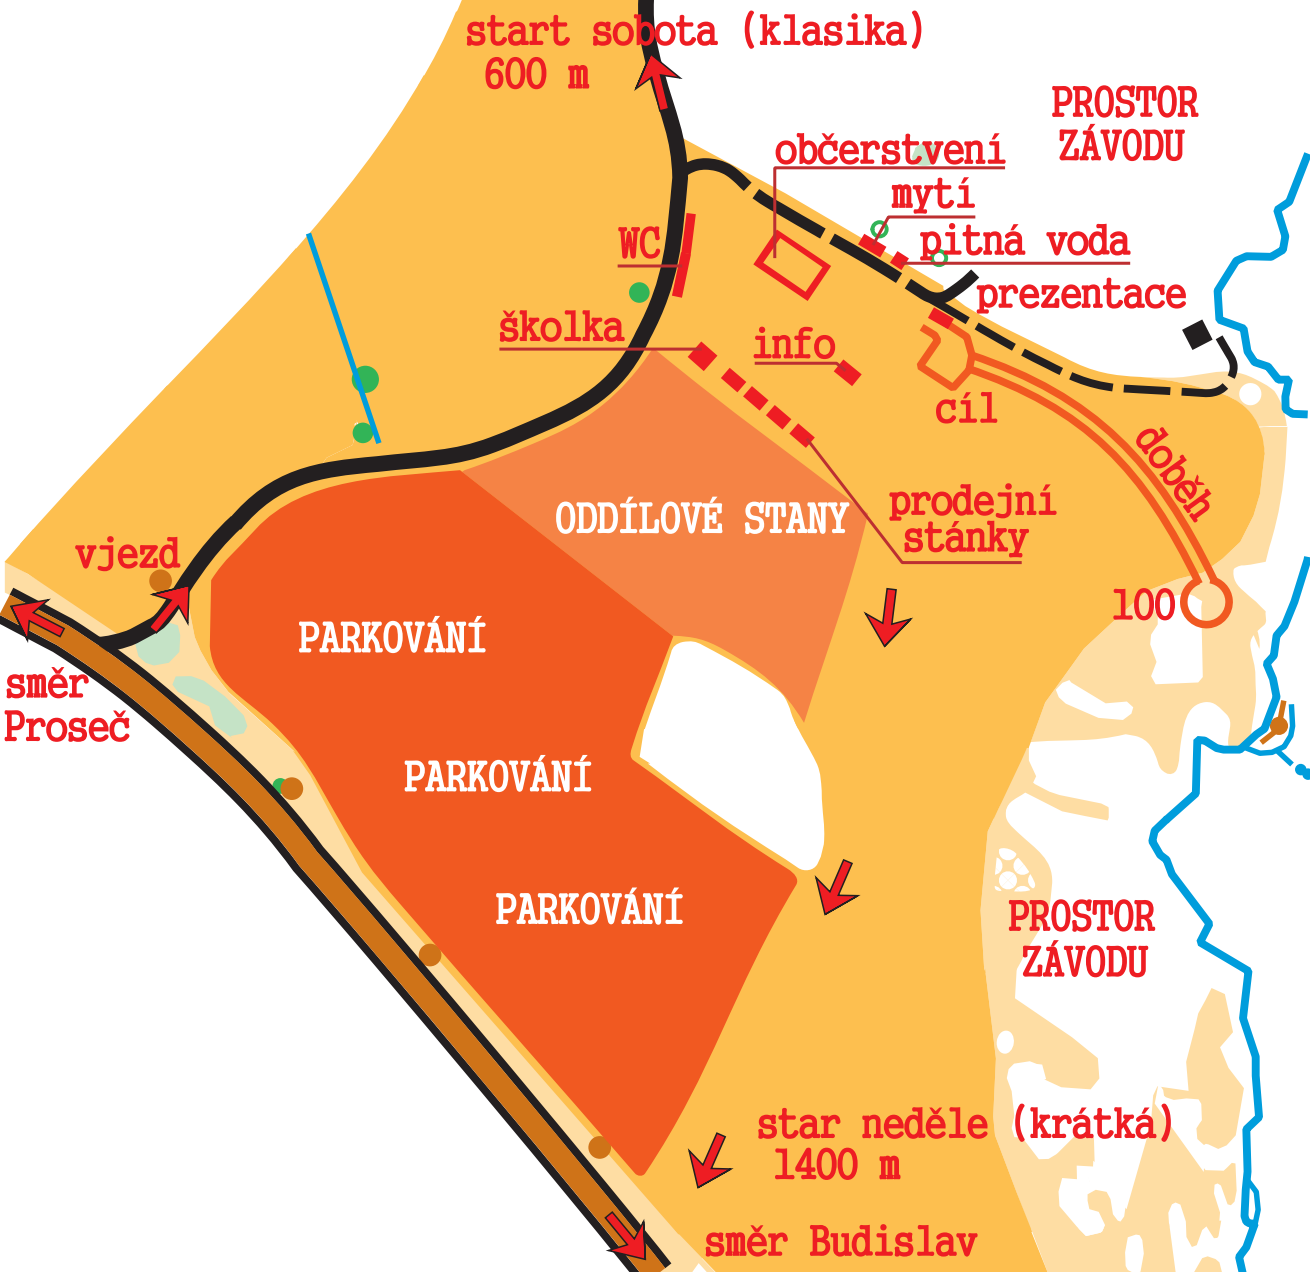 start sobota (klasika)
600 m
PROSTOR
ZÁVODU
občerstvení
mytí
WC
pitná voda
prezentace
školka
info
cíl
doběh
prodejní
stánky
ODDÍLOVÉ STANY
vjezd
100
PARKOVÁNÍ
směr
Proseč
PARKOVÁNÍ
PARKOVÁNÍ
PROSTOR
ZÁVODU
star neděle (krátká)
1400 m
směr Budislav